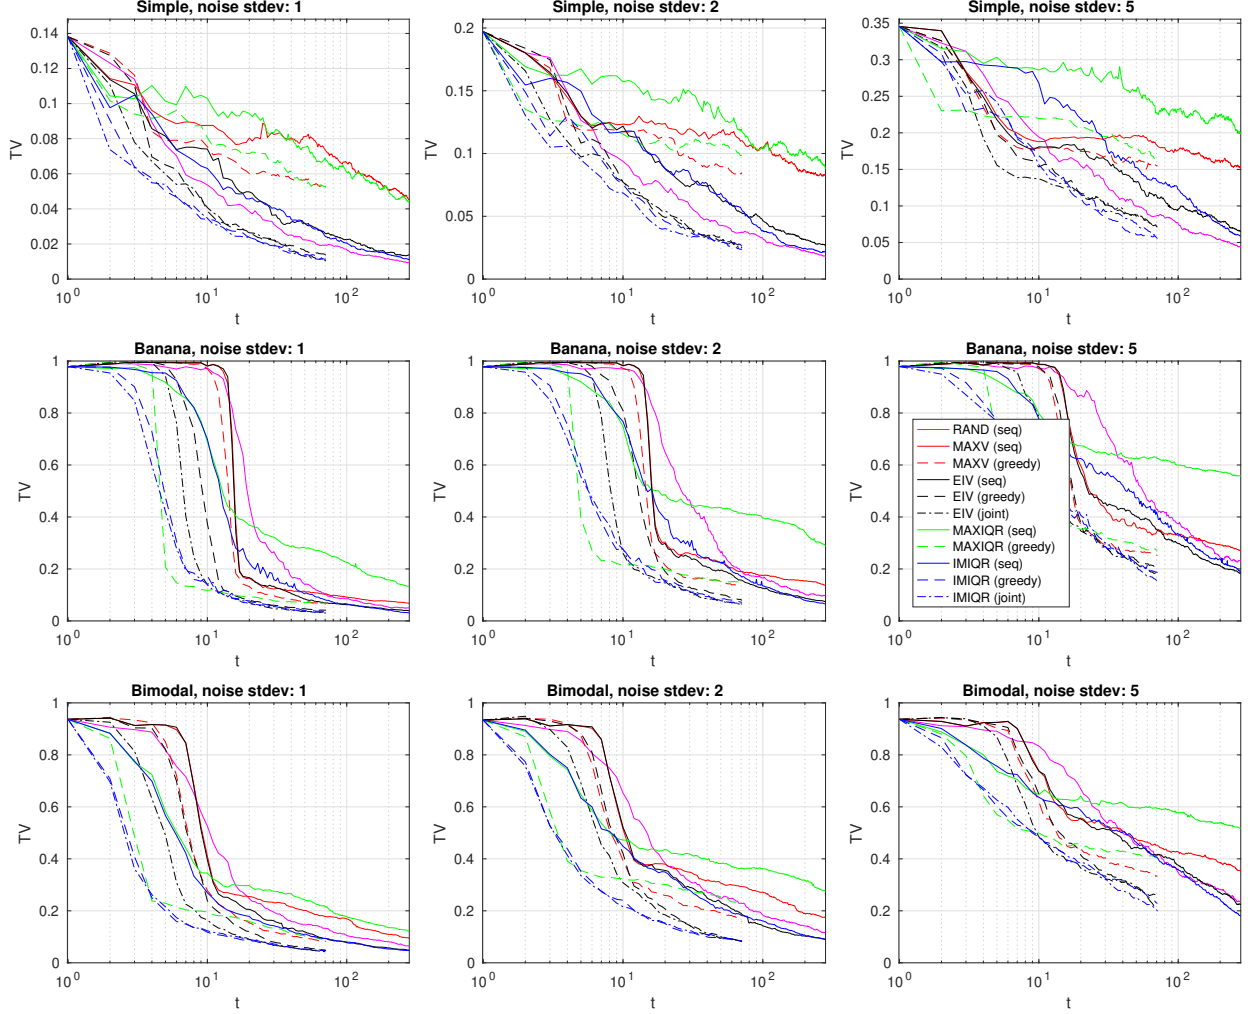 Simple, noise stdev: 1
Simple, noise stdev: 2
Simple, noise stdev: 5
0.14
0.12
0.1
0.08
0.06
0.04
0.02
0
TV
10^0
10^1
10^2
t
0.2
0.15
0.1
0.05
0
TV
10^0
10^1
10^2
t
0.35
0.3
0.25
0.2
0.15
0.1
0.05
0
TV
10^0
10^1
10^2
t
Banana, noise stdev: 1
Banana, noise stdev: 2
Banana, noise stdev: 5
1
0.8
0.6
0.4
0.2
0
TV
10^0
10^1
10^2
t
1
0.8
0.6
0.4
0.2
0
TV
10^0
10^1
10^2
t
1
0.8
0.6
0.4
0.2
0
TV
10^0
10^1
10^2
t
RAND (seq)
MAXV (seq)
MAXV (greedy)
EIV (seq)
EIV (greedy)
EIV (joint)
MAXIQR (seq)
MAXIQR (greedy)
IMIQR (seq)
IMIQR (greedy)
IMIQR (joint)
Bimodal, noise stdev: 1
Bimodal, noise stdev: 2
Bimodal, noise stdev: 5
1
0.8
0.6
0.4
0.2
0
TV
10^0
10^1
10^2
t
1
0.8
0.6
0.4
0.2
0
TV
10^0
10^1
10^2
t
1
0.8
0.6
0.4
0.2
0
TV
10^0
10^1
10^2
t